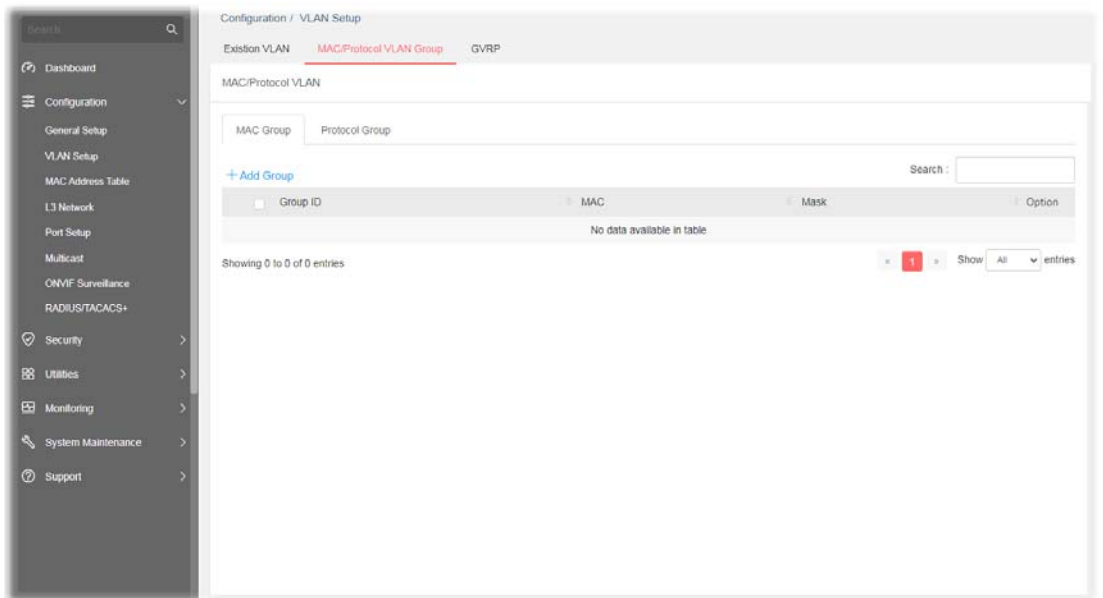 Search
Configuration / VLAN Setup
Existion VLAN MAC/Protocol VLAN Group GVRP
MAC/Protocol VLAN
MAC Group Protocol Group
+ Add Group
Search :
Group ID MAC Mask Option
No data available in table
Showing 0 to 0 of 0 entries
« 1 » Show All entries
Dashboard
Configuration
General Setup
VLAN Setup
MAC Address Table
L3 Network
Port Setup
Multicast
ONVIF Surveillance
RADIUS/TACACS+
Security
Utilities
Monitoring
System Maintenance
Support